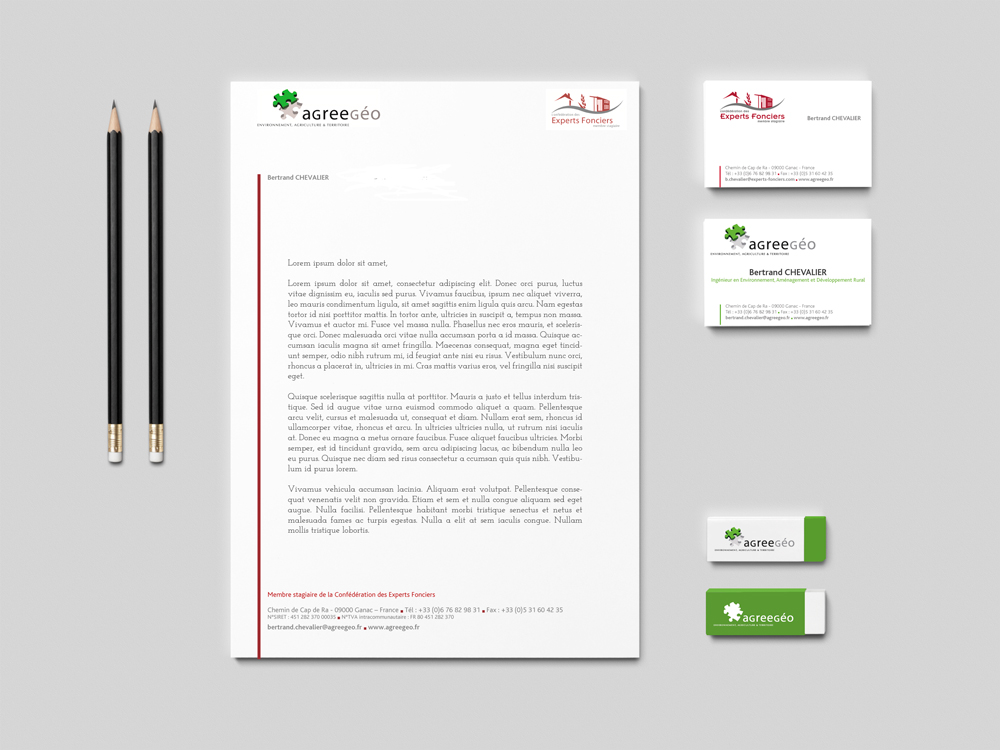 agreegéo
ENVIRONNEMENT, AGRICULTURE & TERRITOIRE
Confédération des
Experts Fonciers
membre stagiaire
Bertrand CHEVALIER
Lorem ipsum dolor sit amet,
Lorem ipsum dolor sit amet, consectetur adipiscing elit. Donec orci purus, luctus
vitae dignissim eu, iaculis sed purus. Vivamus faucibus, ipsum nec aliquet viverra,
leo mauris condimentum ligula, sit amet sagittis enim ligula quis arcu. Nam egestas
tortor id nisi porttitor mattis. In tortor ante, ultricies in suscipit a, tempus non massa.
Vivamus et auctor mi. Fusce vel massa nulla. Phasellus nec eros mauris, et sceleris-
que orci. Donec malesuada orci vitae nulla accumsan porta a id massa. Quisque ac-
cumsan iaculis magna sit amet fringilla. Maecenas consequat, magna eget tincid-
unt semper, odio nibh rutrum mi, id feugiat ante nisi eu risus. Vestibulum nunc orci,
rhoncus a placerat in, ultricies in mi. Cras mattis varius eros, vel fringilla nisi suscipit
eget.
Quisque scelerisque sagittis nulla at porttitor. Mauris a justo et tellus interdum tris-
tique. Sed id augue vitae urna euismod commodo aliquet a quam. Pellentesque
arcu velit, cursus et malesuada ut, consequat et diam. Nullam erat sem, rhoncus id
ullamcorper vitae, rhoncus et arcu. In ultricies ultricies nulla, ut rutrum nisl iaculis
at. Donec eu magna a metus ornare faucibus. Fusce aliquet faucibus ultricies. Morbi
semper, est id tincidunt gravida, sem arcu adipiscing lacus, ac bibendum nulla leo
eu purus. Quisque nec diam sed risus consectetur a ccumsan quis quis nibh. Vestibu-
lum id purus lorem.
Vivamus vehicula accumsan lacinia. Aliquam erat volutpat. Pellentesque conse-
quat venenatis velit non gravida. Etiam et sem et nulla congue aliquam sed eget
augue. Nulla facilisi. Pellentesque habitant morbi tristique senectus et netus et
malesuada fames ac turpis egestas. Nulla a elit at sem iaculis congue. Nullam
mollis tristique lobortis.
Membre stagiaire de la Confédération des Experts Fonciers
Chemin de Cap de Ra - 09000 Ganac – France Tél : +33 (0)6 76 82 98 31 Fax : +33 (0)5 31 60 42 35
N°SIRET : 451 282 370 00035 N°TVA intracommunautaire : FR 80 451 282 370
bertrand.chevalier@agreegeo.fr www.agreegeo.fr
Confédération des
Experts Fonciers
membre stagiaire
Bertrand CHEVALIER
Chemin de Cap de Ra - 09000 Ganac - France
Tél : +33 (0)6 76 82 98 31 Fax : +33 (0)5 31 60 42 35
b.chevalier@experts-fonciers.com www.agreegeo.fr
agreegéo
ENVIRONNEMENT, AGRICULTURE & TERRITOIRE
Bertrand CHEVALIER
Ingénieur en Environnement, Aménagement et Développement Rural
Chemin de Cap de Ra - 09000 Ganac - France
Tél : +33 (0)6 76 82 98 31 fax : +33 (0)5 31 60 42 35
bertrand.chevalier@agreegeo.fr www.agreegeo.fr
agreegéo
ENVIRONNEMENT, AGRICULTURE & TERRITOIRE
agreegéo
ENVIRONNEMENT, AGRICULTURE & TERRITOIRE